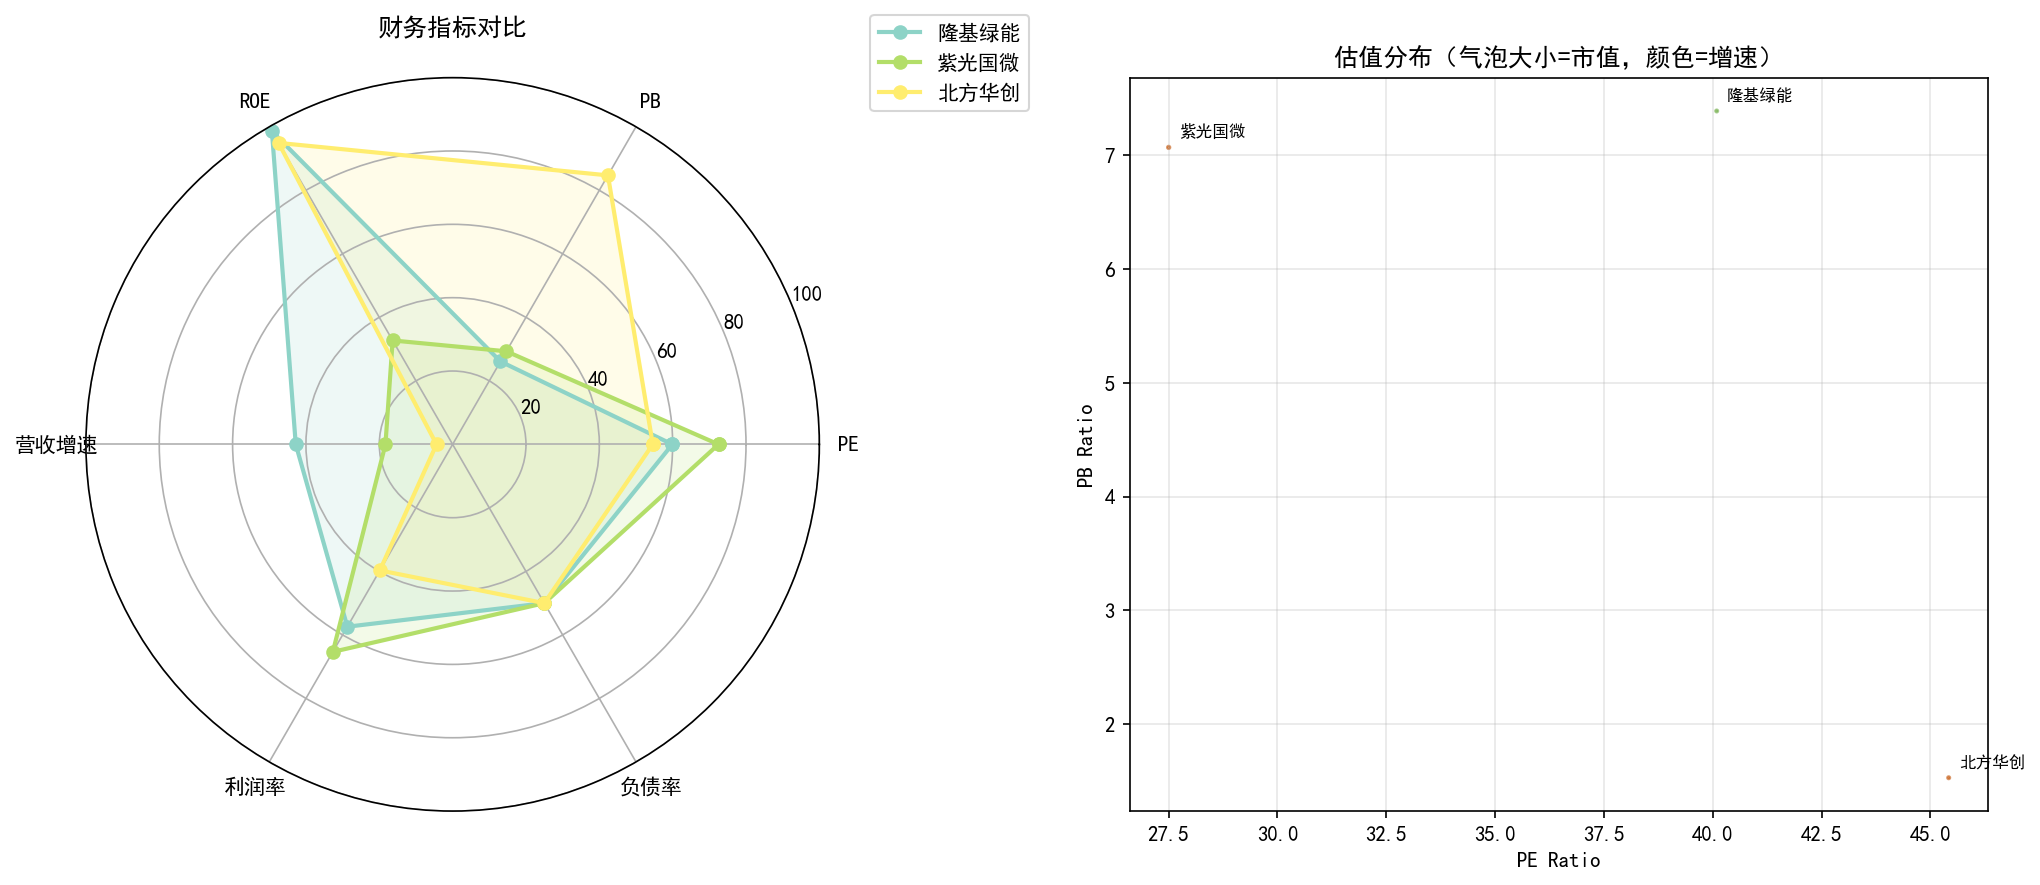 财务指标对比
隆基绿能
紫光国微
北方华创
ROE
PB
100
80
60
40
20
营收增速
PE
利润率
负债率
估值分布（气泡大小=市值，颜色=增速）
隆基绿能
紫光国微
北方华创
7
6
5
4
3
2
PB Ratio
27.5
30.0
32.5
35.0
37.5
40.0
42.5
45.0
PE Ratio